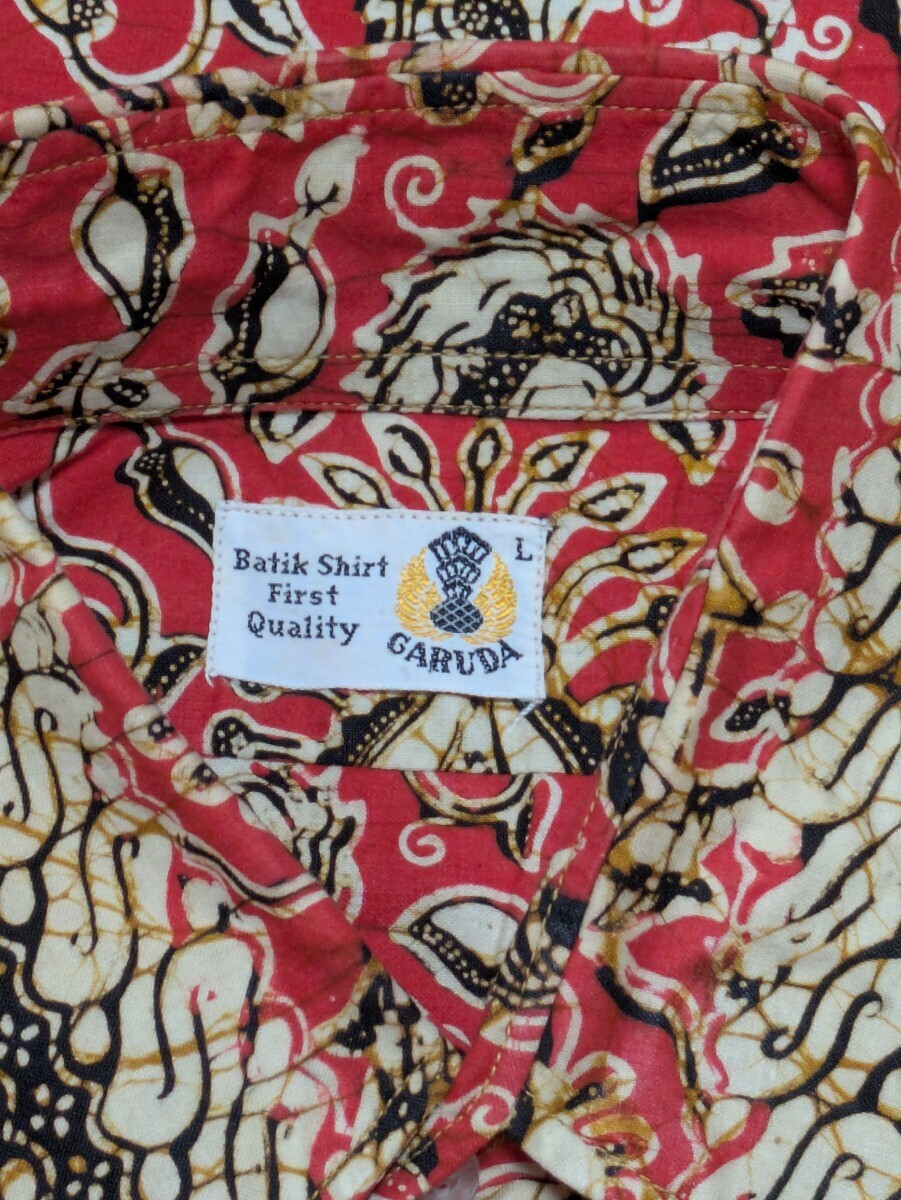 Batik Shirt
First
Quality
L
GARUDA